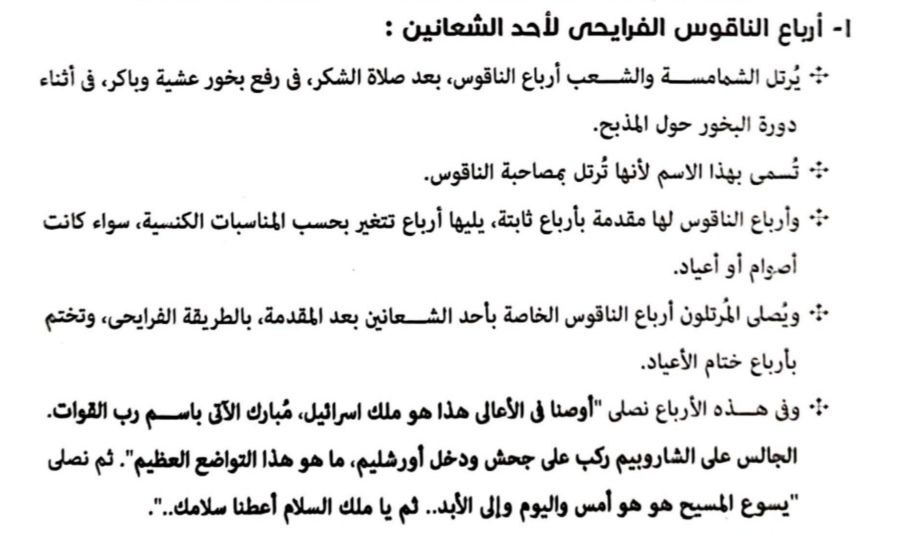 ١- أرباع الناقوس الفرايحى لأحد الشعانين :
يُرتل الشمامسة والشعب أرباع الناقوس، بعد صلاة الشكر، فى رفع بخور عشية وباكر، فى أثناء
دورة البخور حول المذبح.
تُسمى بهذا الاسم لأنها تُرتل بمصاحبة الناقوس.
وأرباع الناقوس لها مقدمة بأرباع ثابتة، يليها أرباع تتغير بحسب المناسبات الكنسية، سواء كانت
أصوام أو أعياد.
ويُصلى المُرتلون أرباع الناقوس الخاصة بأحد الشعانين بعد المقدمة، بالطريقة الفرايحى، وتختم
بأرباع ختام الأعياد.
وفى هذه الأرباع نصلى "أوصنا فى الأعالى هذا هو ملك اسرائيل، مُبارك الآتى باسم رب القوات.
الجالس على الشاروبيم ركب على جحش ودخل أورشليم، ما هو هذا التواضع العظيم". ثم نصلى
"يسوع المسيح هو هو أمس واليوم وإلى الأبد.. ثم يا ملك السلام أعطنا سلامك..".